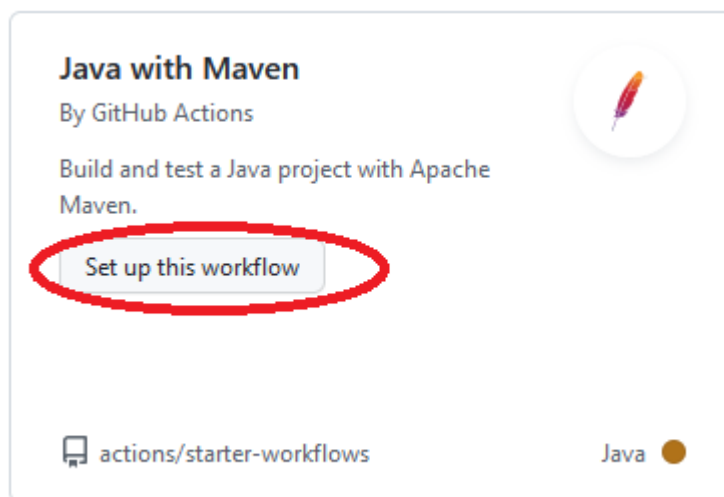 Java with Maven
By GitHub Actions
Build and test a Java project with Apache
Maven.
Set up this workflow
actions/starter-workflows
Java